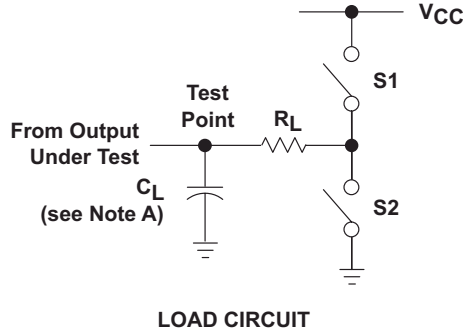 VCC
S1
Test
Point
RL
From Output
Under Test
CL
(see Note A)
S2
LOAD CIRCUIT